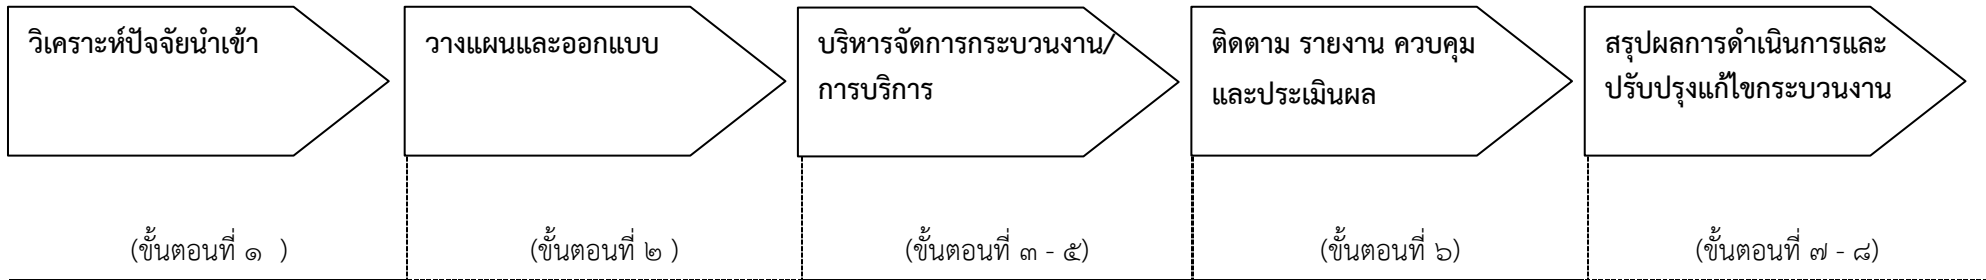 วิเคราะห์ปัจจัยนำเข้า
วางแผนและออกแบบ
บริหารจัดการกระบวนงาน/
การบริการ
ติดตาม รายงาน ควบคุม
และประเมินผล
สรุปผลการดำเนินการและ
ปรับปรุงแก้ไขกระบวนงาน
(ขั้นตอนที่ ๑ )
(ขั้นตอนที่ ๒ )
(ขั้นตอนที่ ๓ - ๕)
(ขั้นตอนที่ ๖)
(ขั้นตอนที่ ๗ - ๘)